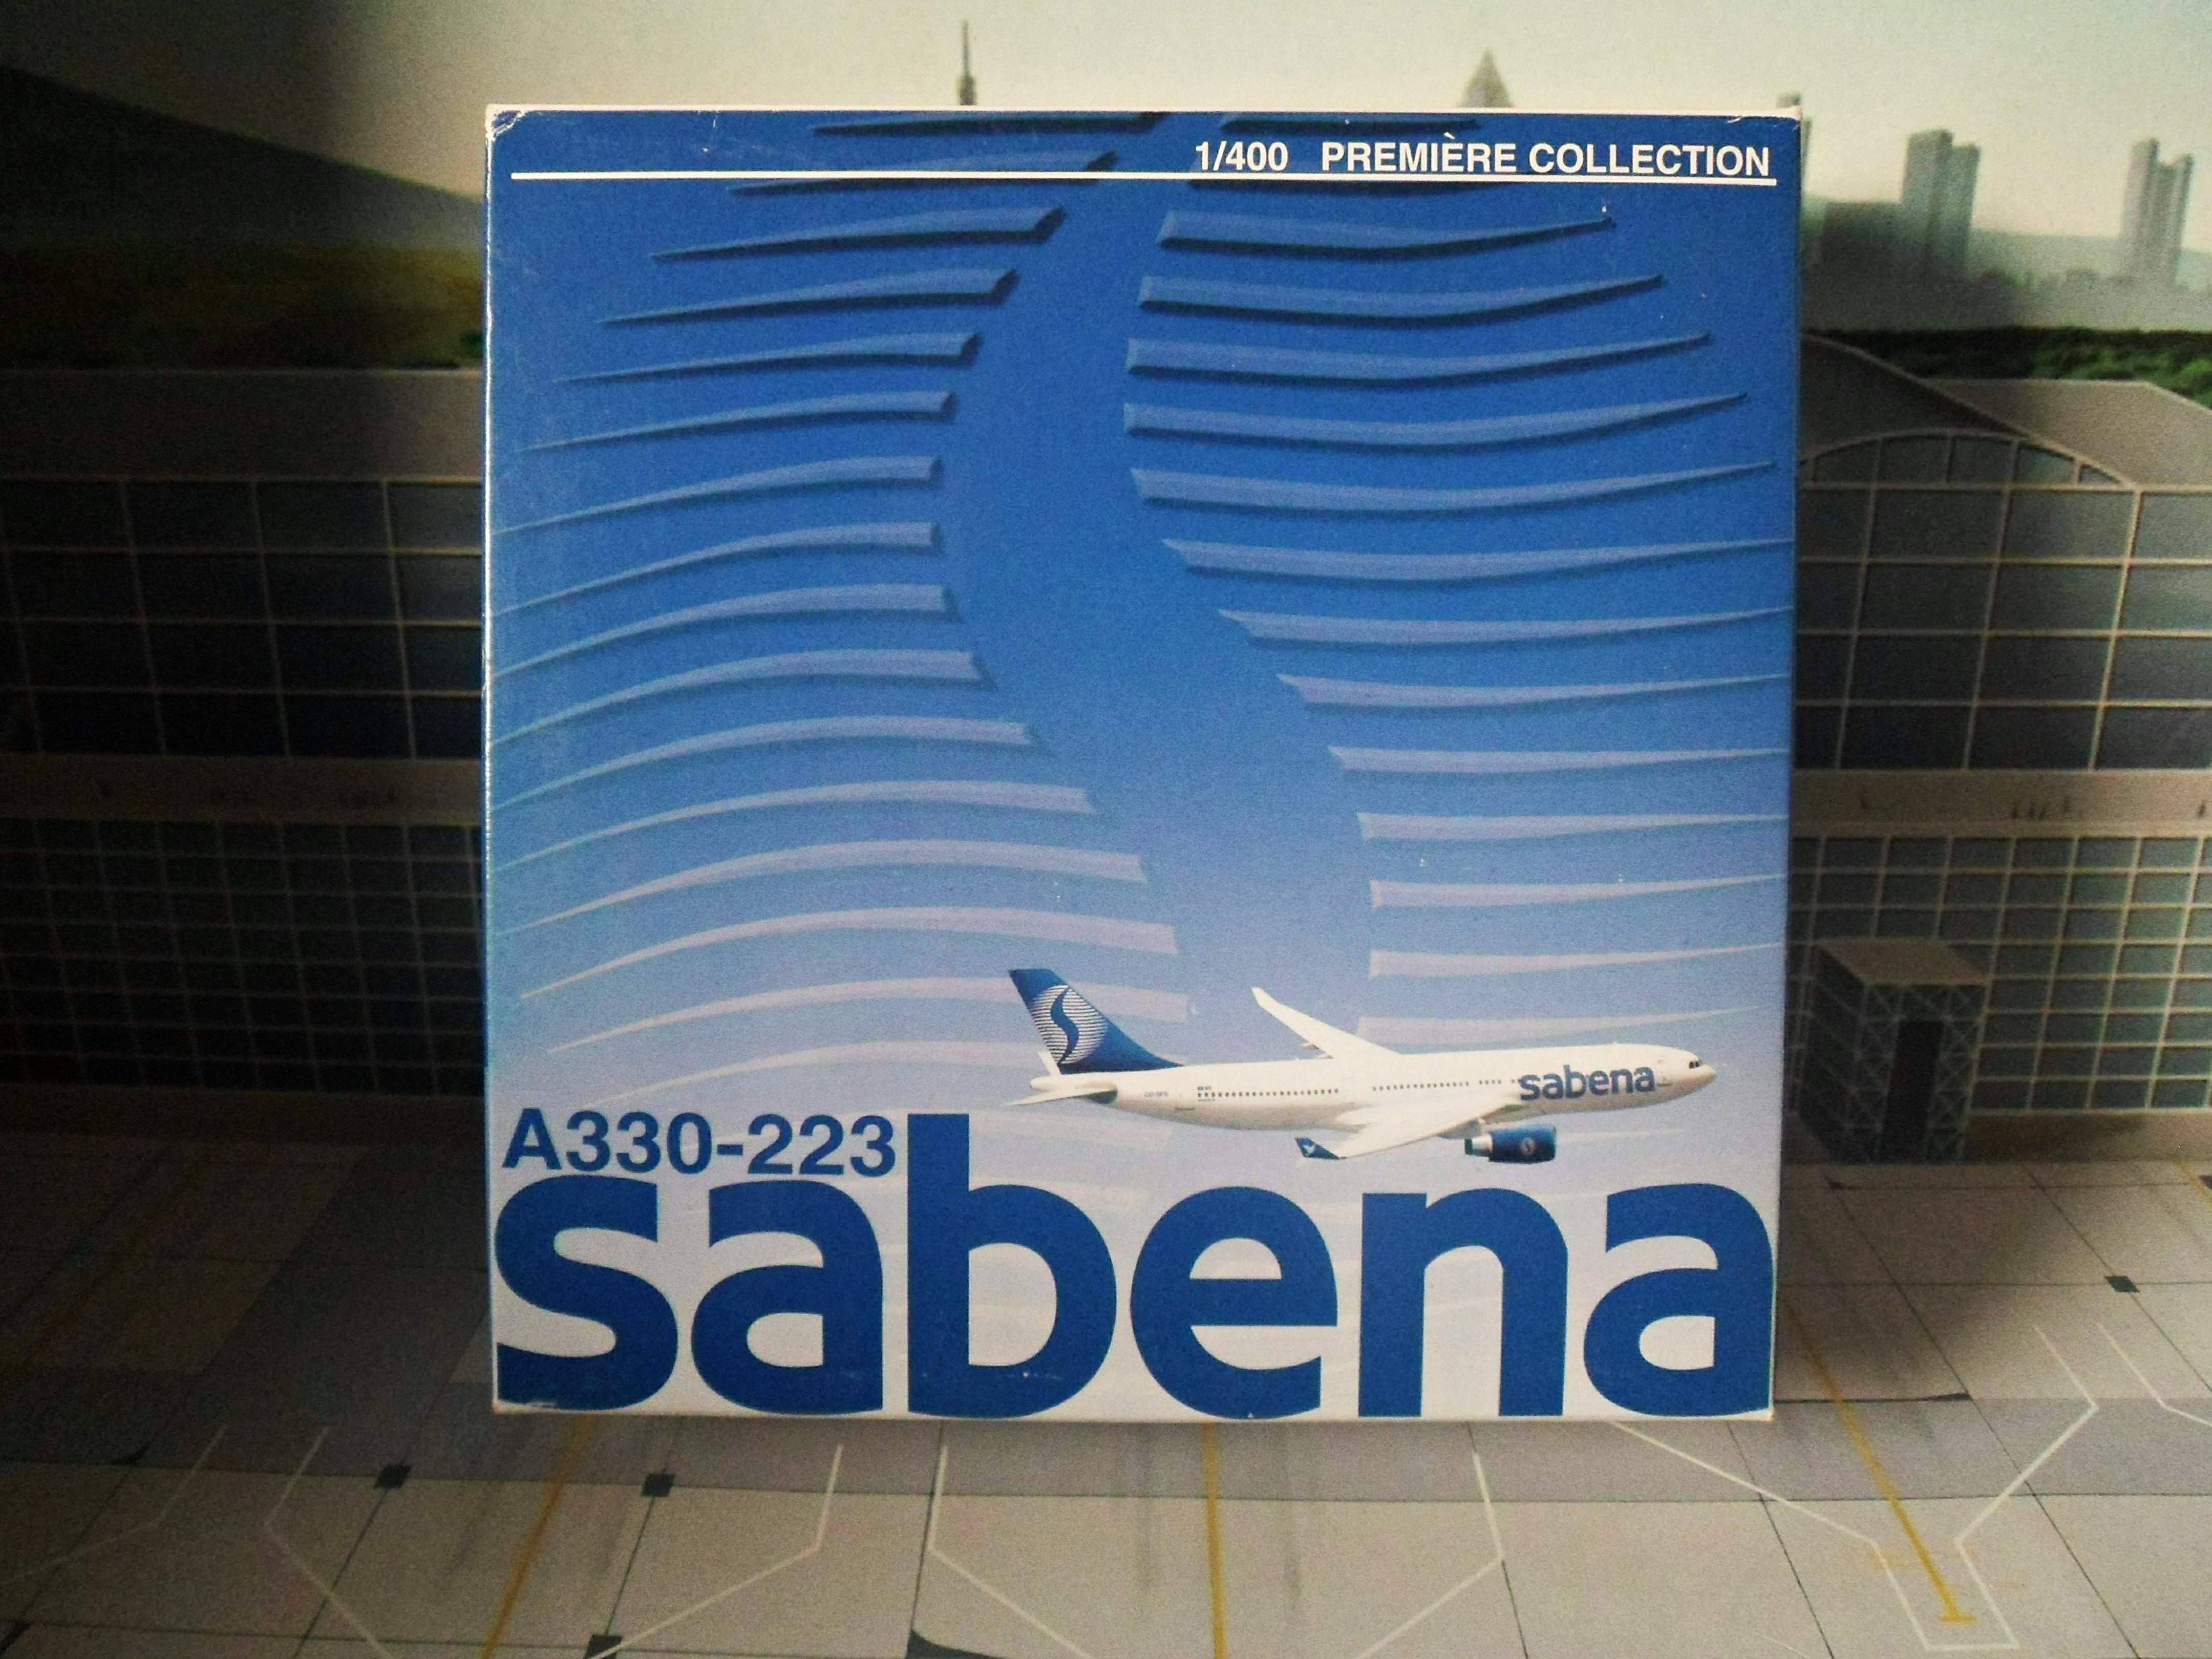 1/400 PREMIÈRE COLLECTION
sabena
A330-223
sabena